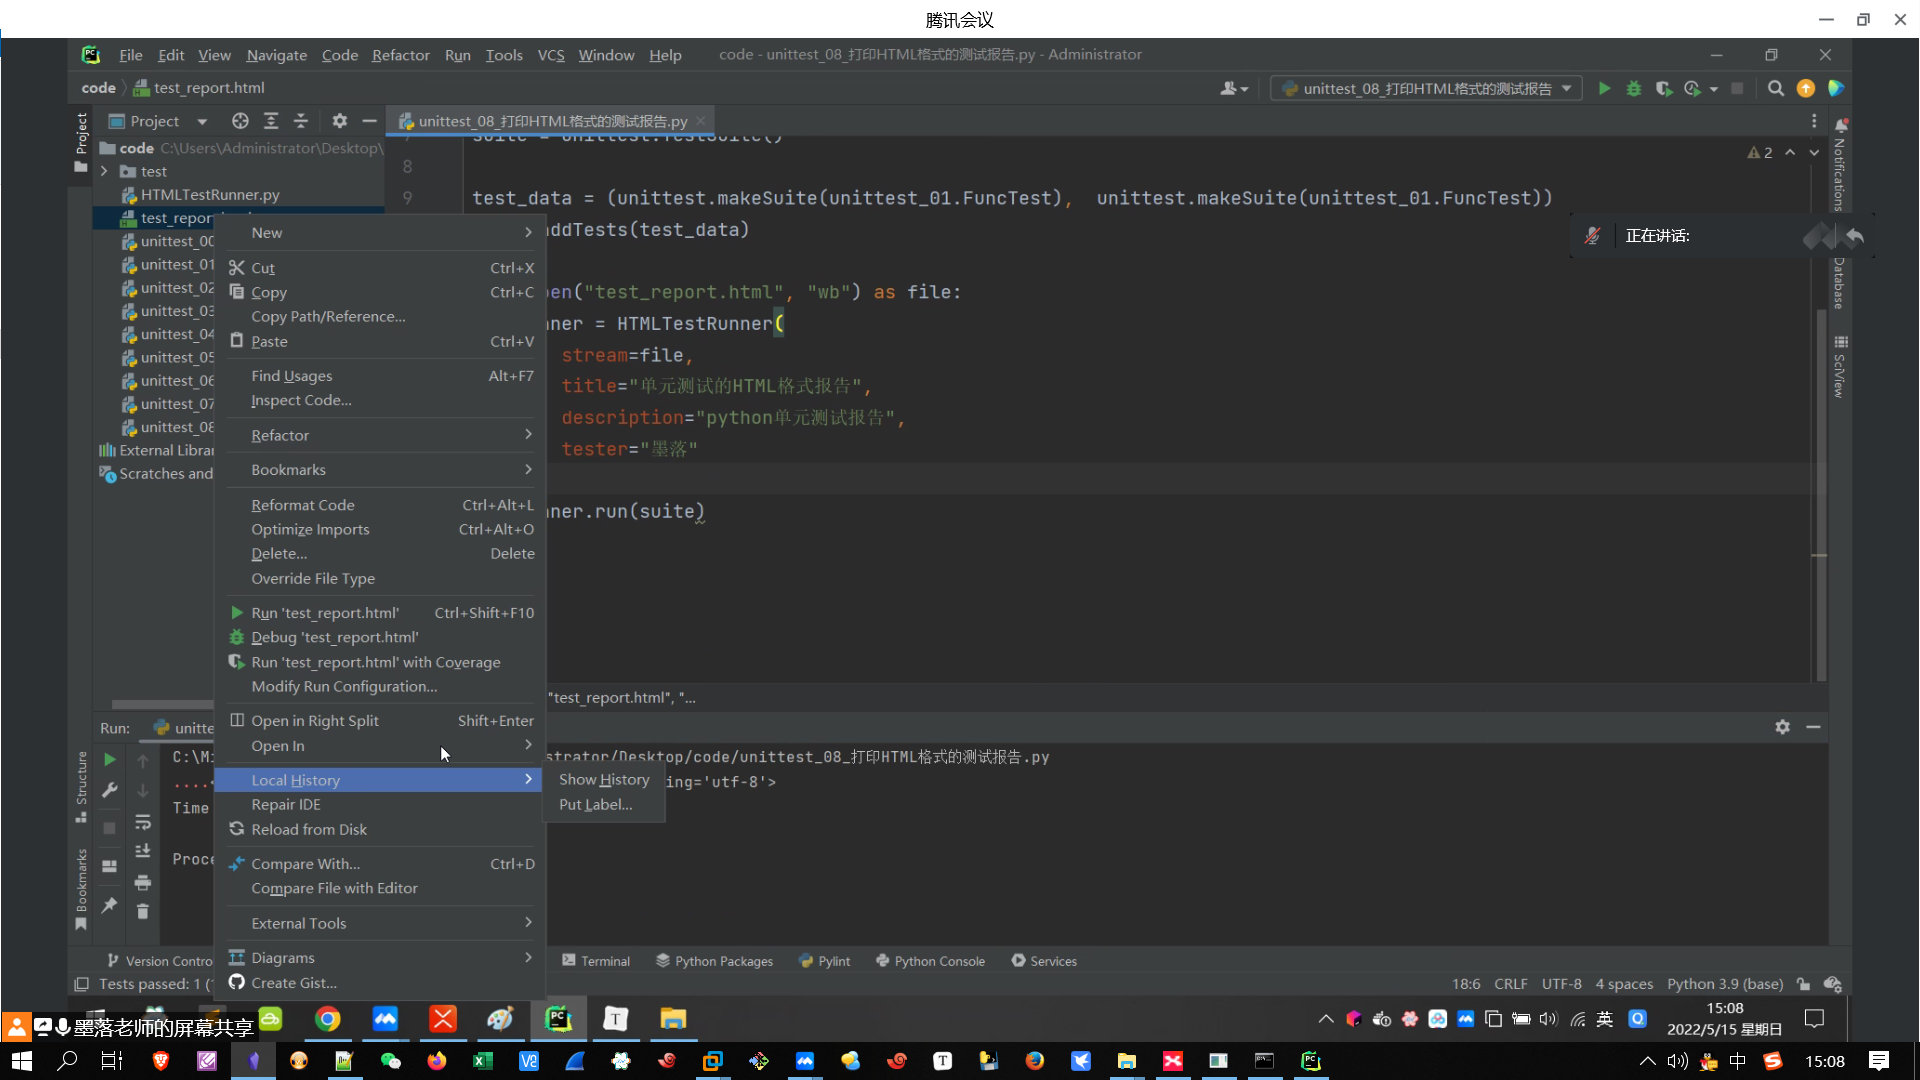 腾讯会议
File Edit View Navigate Code Refactor Run Tools VCS Window Help code - unittest_08_打印HTML格式的测试报告.py - Administrator
code test_report.html unittest_08_打印HTML格式的测试报告
Project unittest_08_打印HTML格式的测试报告.py
Project
code C:\Users\Administrator\Desktop\
test
HTMLTestRunner.py
test_repor
unittest_00
unittest_01
unittest_02
unittest_03
unittest_04
unittest_05
unittest_06
unittest_07
unittest_08
External Librar
Scratches and
suite = unittest.TestSuite()
8
9 test_data = (unittest.makeSuite(unittest_01.FuncTest), unittest.makeSuite(unittest_01.FuncTest))
ddTests(test_data)
en("test_report.html", "wb") as file:
ner = HTMLTestRunner(
stream=file,
title="单元测试的HTML格式报告",
description="python单元测试报告",
tester="墨落"
ner.run(suite)
2
正在讲话:
Notifications
Database
SciView
New
Cut Ctrl+X
Copy Ctrl+C
Copy Path/Reference...
Paste Ctrl+V
Find Usages Alt+F7
Inspect Code...
Refactor
Bookmarks
Reformat Code Ctrl+Alt+L
Optimize Imports Ctrl+Alt+O
Delete... Delete
Override File Type
Run 'test_report.html' Ctrl+Shift+F10
Debug 'test_report.html'
Run 'test_report.html' with Coverage
Modify Run Configuration...
Open in Right Split Shift+Enter
Open In
Local History
Repair IDE
Reload from Disk
Compare With... Ctrl+D
Compare File with Editor
External Tools
Diagrams
Create Gist...
Show History
Put Label...
"test_report.html", "...
Run: unitte
C:\Mi
strator/Desktop/code/unittest_08_打印HTML格式的测试报告.py
....
ing='utf-8'>
Time
Proce
Structure
Bookmarks
Version Contro Terminal Python Packages Pylint Python Console Services
Tests passed: 1 ( 18:6 CRLF UTF-8 4 spaces Python 3.9 (base)
墨落老师的屏幕共享
英
15:08
2022/5/15 星期日
中 15:08